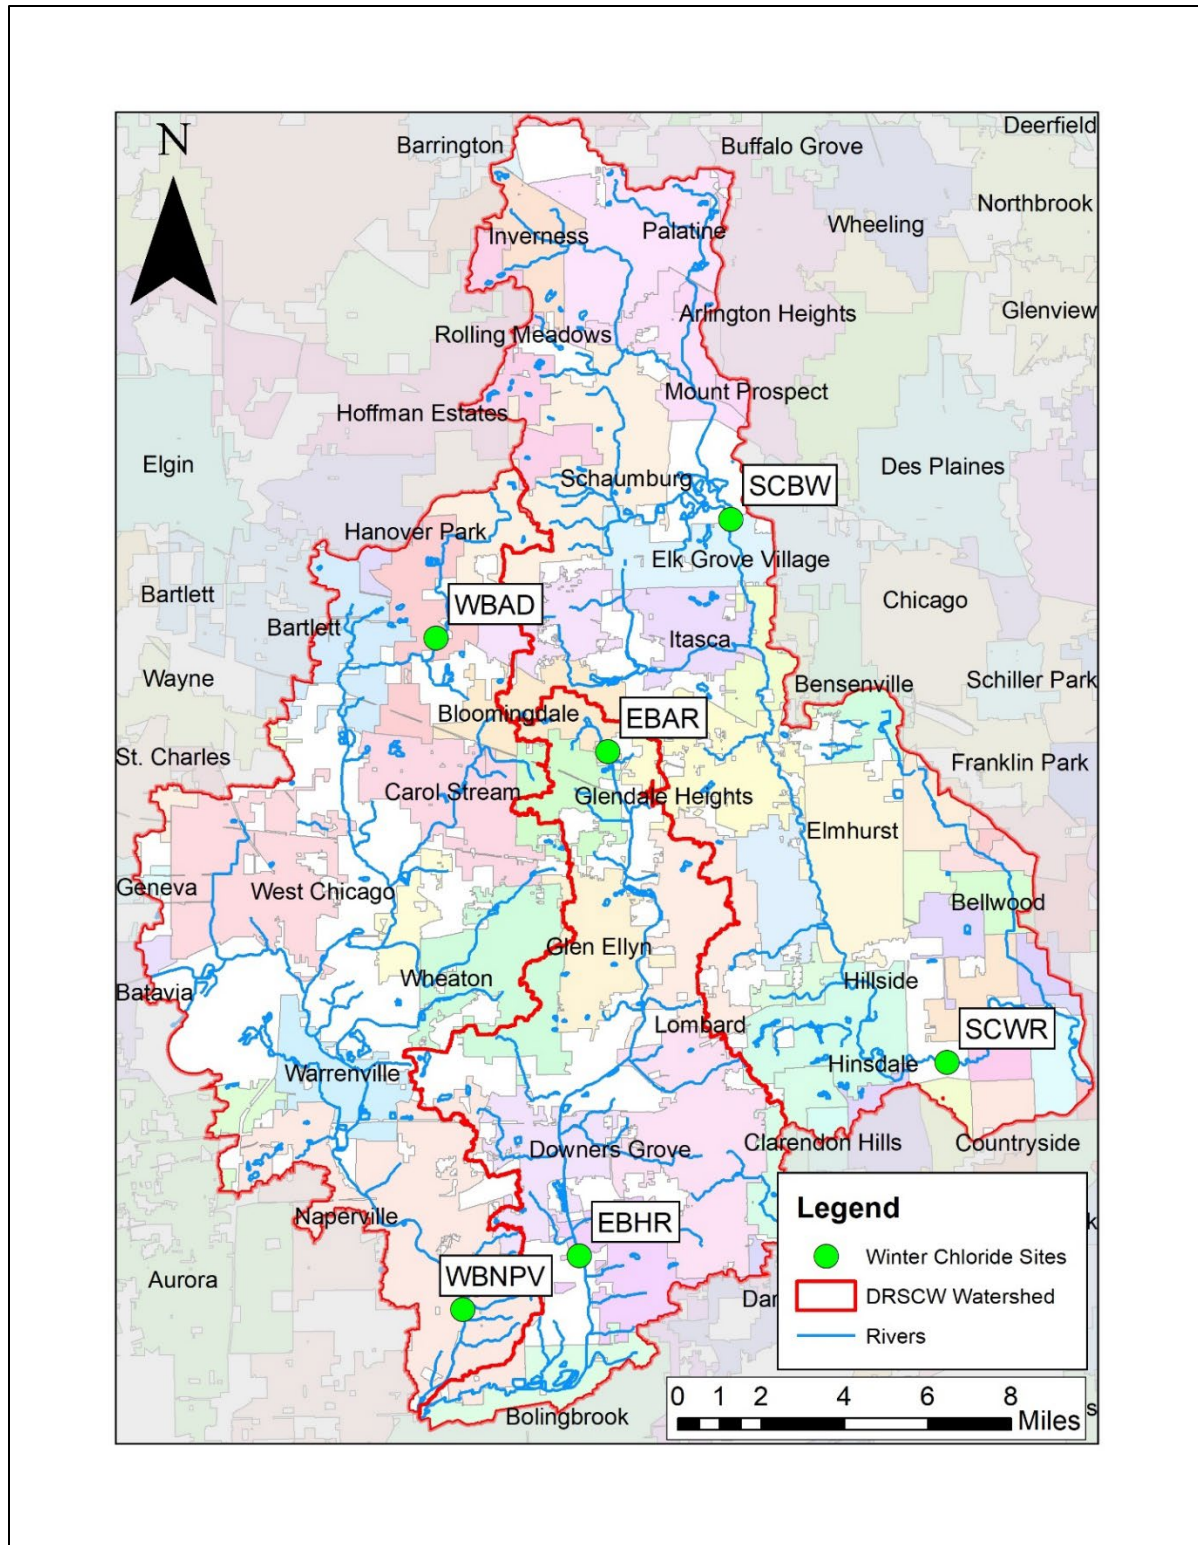 Deerfield
Barrington
Buffalo Grove
N
Northbrook
Wheeling
Inverness
Palatine
Glenview
Arlington Heights
Rolling Meadows
Mount Prospect
Hoffman Estates
Elgin
Des Plaines
Schaumburg
SCBW
Hanover Park
Elk Grove Village
Bartlett
WBAD
Chicago
Bartlett
Itasca
Wayne
Schiller Park
Bensenville
Bloomingdale
EBAR
St. Charles
Franklin Park
Carol Stream
Glendale Heights
Elmhurst
Geneva
West Chicago
Bellwood
Glen Ellyn
Wheaton
Hillside
Batavia
Lombard
SCWR
Hinsdale
Warrenville
Downers Grove
Clarendon Hills
Countryside
Naperville
EBHR
k
Aurora
WBNPV
Dar
Bolingbrook
Legend
Winter Chloride Sites
DRSCW Watershed
Rivers
0 1 2 4 6 8
Miles
s